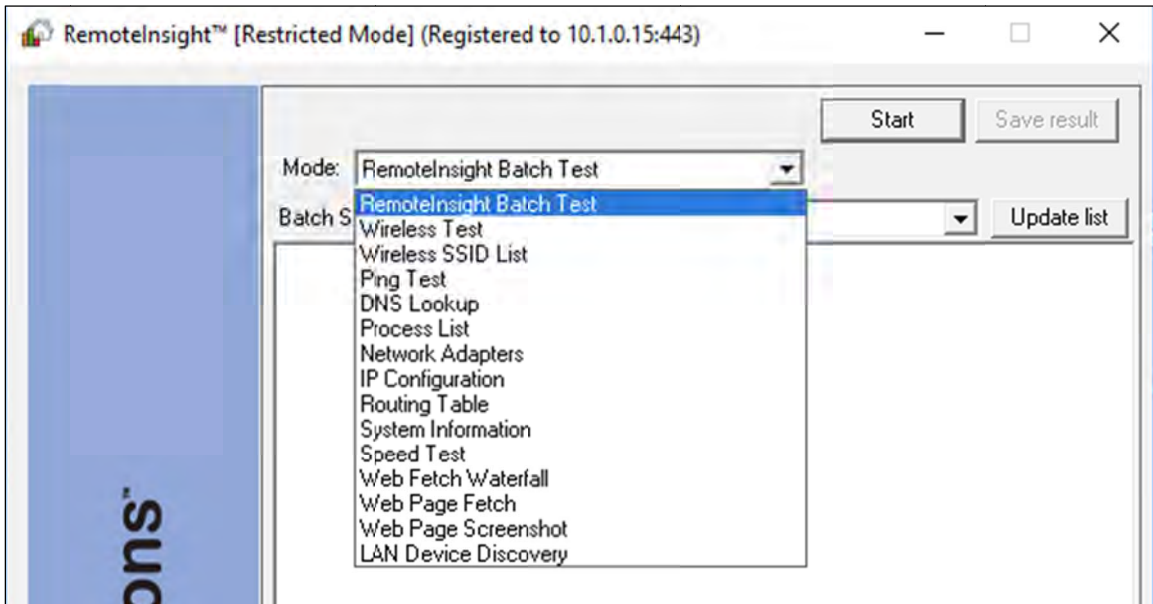 RemoteInsight™ [Restricted Mode] (Registered to 10.1.0.15:443)
Start
Save result
Mode:
RemoteInsight Batch Test
Batch S
Update list
RemoteInsight Batch Test
Wireless Test
Wireless SSID List
Ping Test
DNS Lookup
Process List
Network Adapters
IP Configuration
Routing Table
System Information
Speed Test
Web Fetch Waterfall
Web Page Fetch
Web Page Screenshot
LAN Device Discovery
ons™